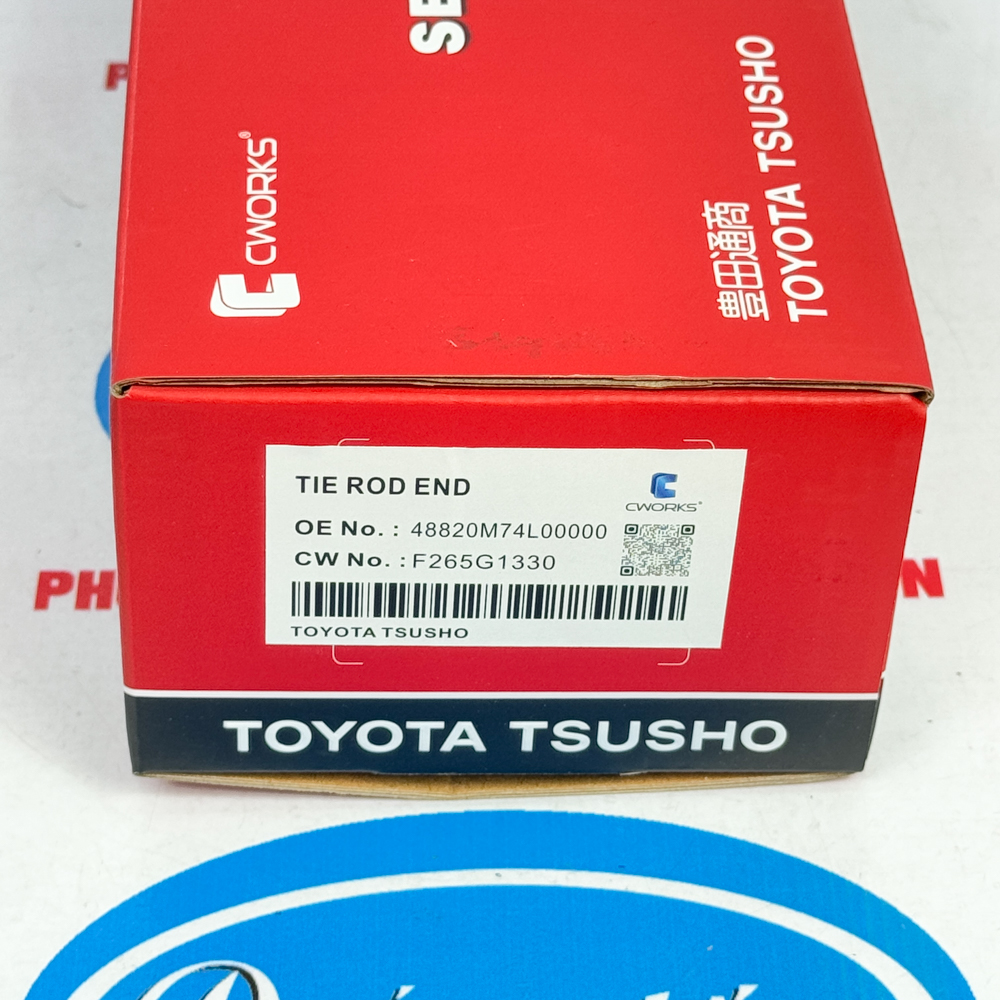 CWORKS®
豊田通商
TOYOTA TSUSHO
TIE ROD END
CWORKS®
OE No. : 48820M74L00000
CW No. : F265G1330
TOYOTA TSUSHO
TOYOTA TSUSHO